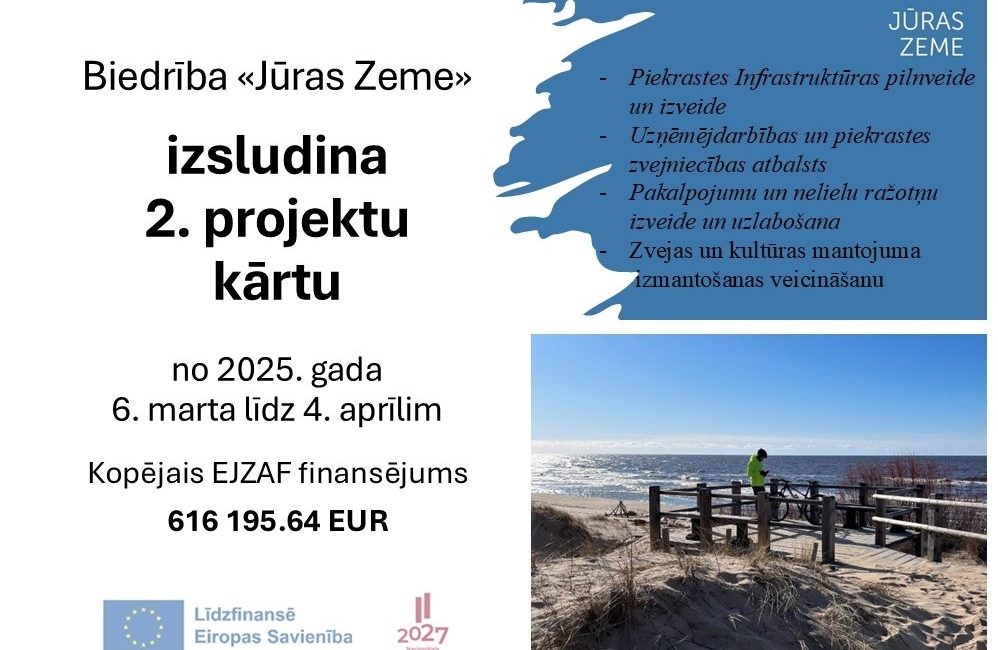 Biedrība «Jūras Zeme»
izsludina
2. projektu
kārtu
no 2025. gada
6. marta līdz 4. aprīlim
Kopējais EJZAF finansējums
616 195.64 EUR
Līdzfinansē
Eiropas Savienība
2027
JŪRAS
ZEME
- Piekrastes Infrastruktūras pilnveide
un izveide
- Uzņēmējdarbības un piekrastes
zvejniecības atbalsts
- Pakalpojumu un nelielu ražotņu
izveide un uzlabošana
- Zvejas un kultūras mantojuma
izmantošanas veicināšanu